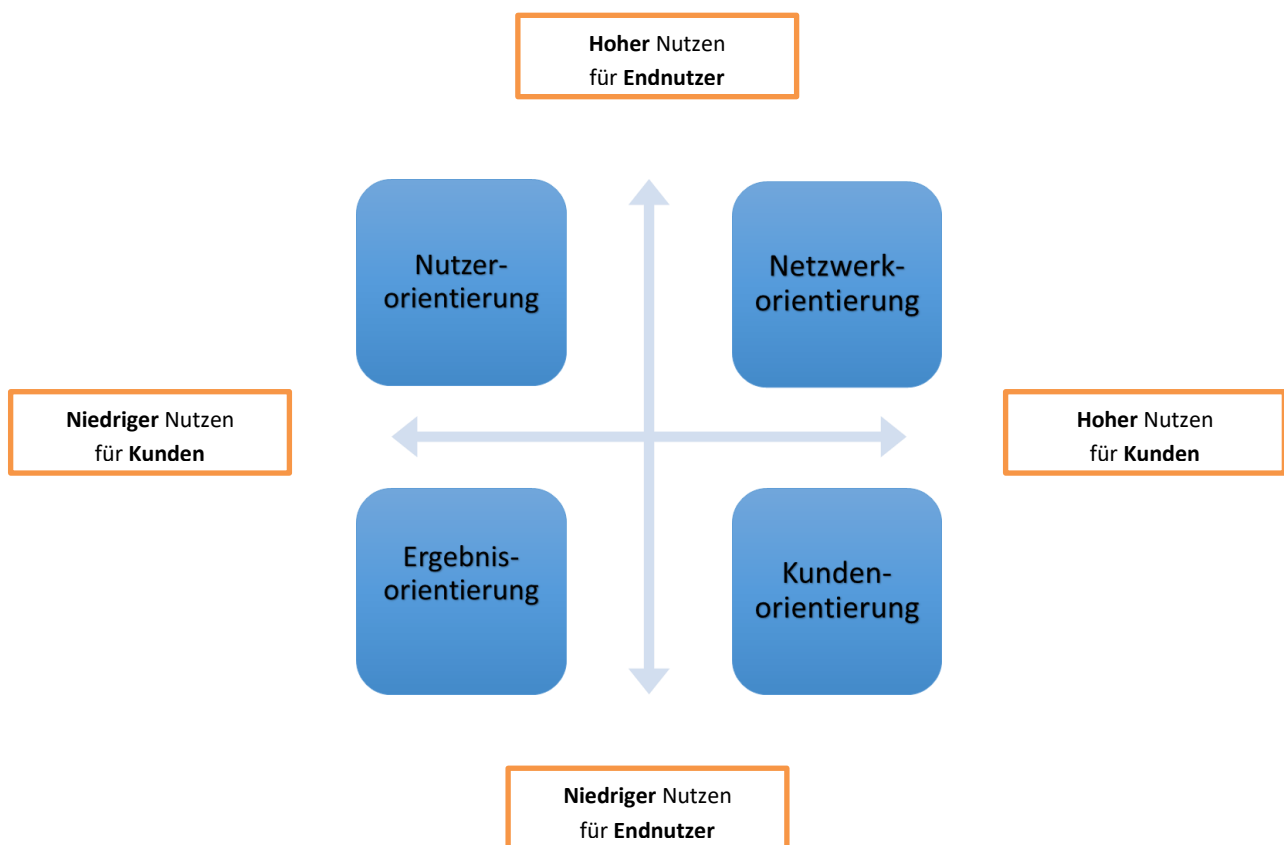 Hoher Nutzen
für Endnutzer
Nutzer-
orientierung
Netzwerk-
orientierung
Niedriger Nutzen
für Kunden
Hoher Nutzen
für Kunden
Ergebnis-
orientierung
Kunden-
orientierung
Niedriger Nutzen
für Endnutzer